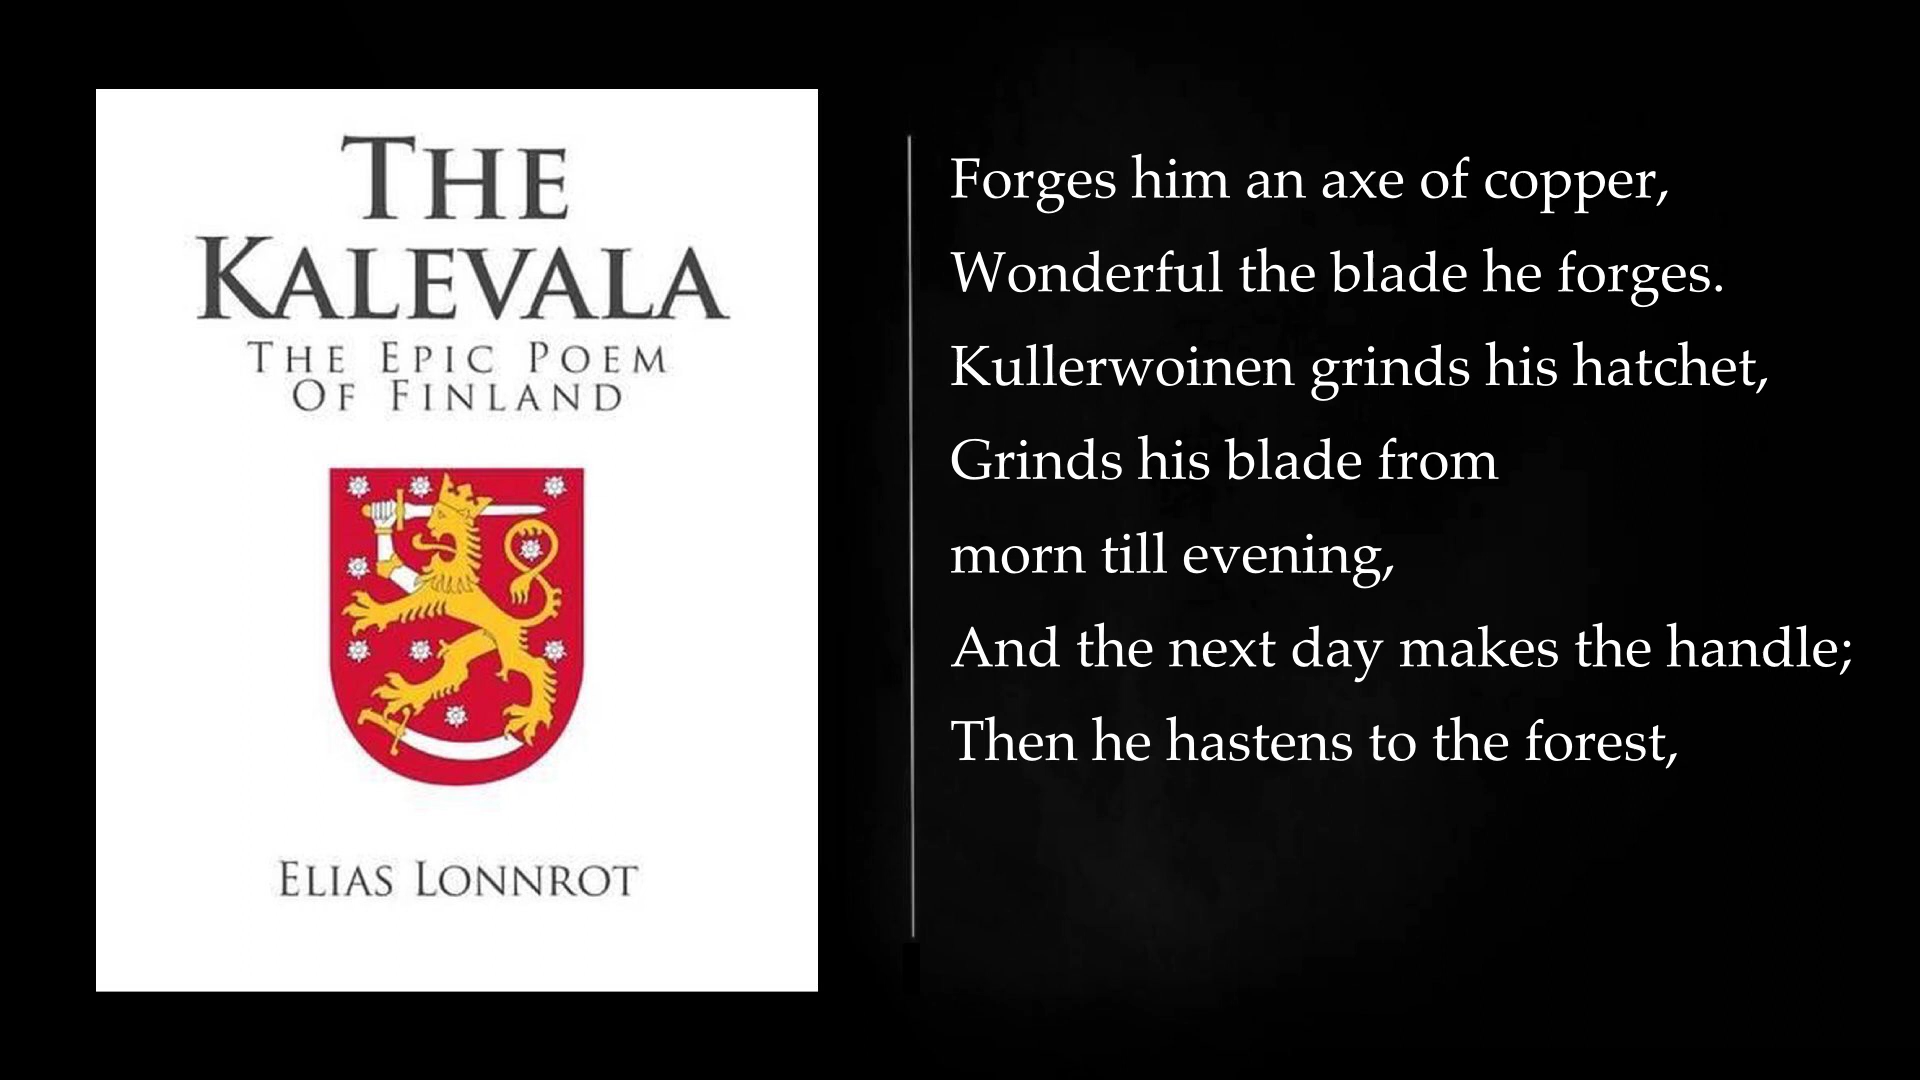 THE
KALEVALA
THE EPIC POEM
OF FINLAND
ELIAS LONNROT
Forges him an axe of copper,
Wonderful the blade he forges.
Kullerwoinen grinds his hatchet,
Grinds his blade from
morn till evening,
And the next day makes the handle;
Then he hastens to the forest,